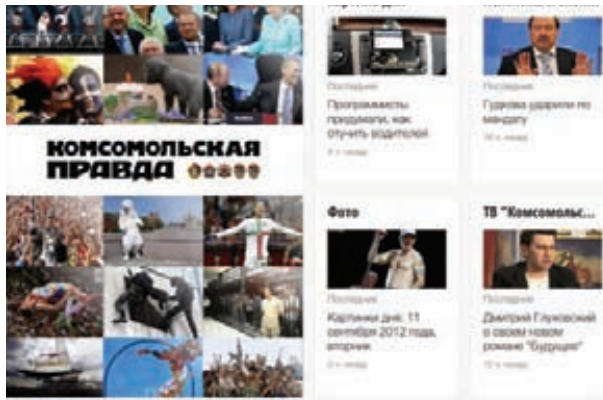 КОМСОМОЛЬСКАЯ
ПРАВДА
Последние
Программисты
придумали, как
отучить водителей
Последние
Гудкова ударили по
мандату
Фото
Последние
Картинки дня: 11
сентября 2012 года,
вторник
ТВ "Комсомольс...
Последние
Дмитрий Глуховский
о своем новом
романе "Будущее"